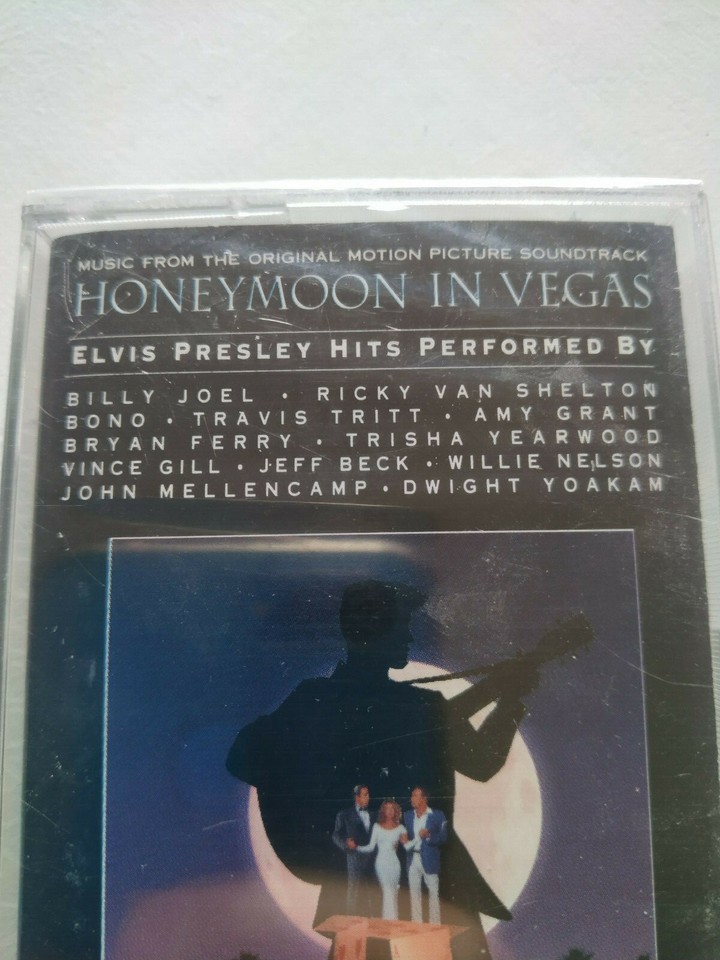 MUSIC FROM THE ORIGINAL MOTION PICTURE SOUNDTRACK
HONEYMOON IN VEGAS
ELVIS PRESLEY HITS PERFORMED BY
BILLY JOEL • RICKY VAN SHELTON
BONO • TRAVIS TRITT • AMY GRANT
BRYAN FERRY • TRISHA YEARWOOD
VINCE GILL • JEFF BECK • WILLIE NELSON
JOHN MELLENCAMP • DWIGHT YOAKAM